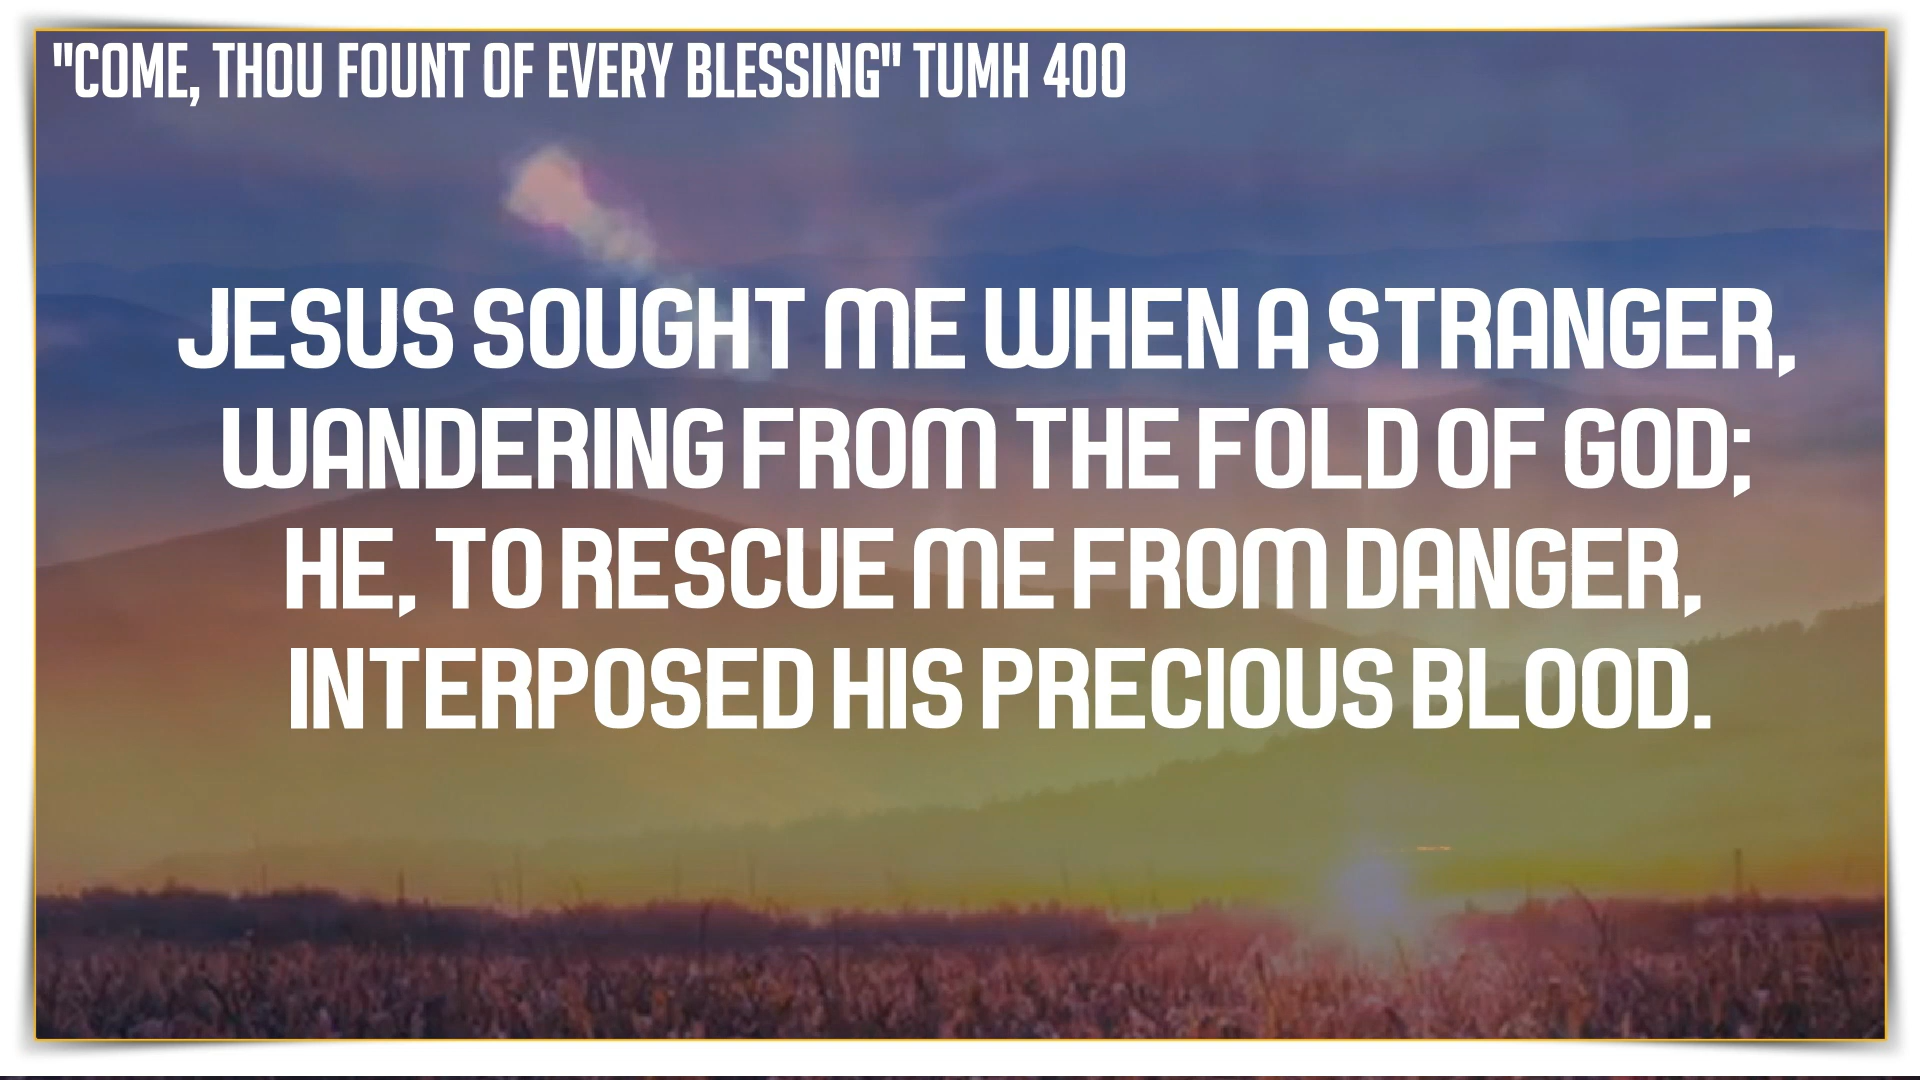 "COME, THOU FOUNT OF EVERY BLESSING" TUMH 400
JESUS SOUGHT ME WHEN A STRANGER,
WANDERING FROM THE FOLD OF GOD;
HE, TO RESCUE ME FROM DANGER,
INTERPOSED HIS PRECIOUS BLOOD.